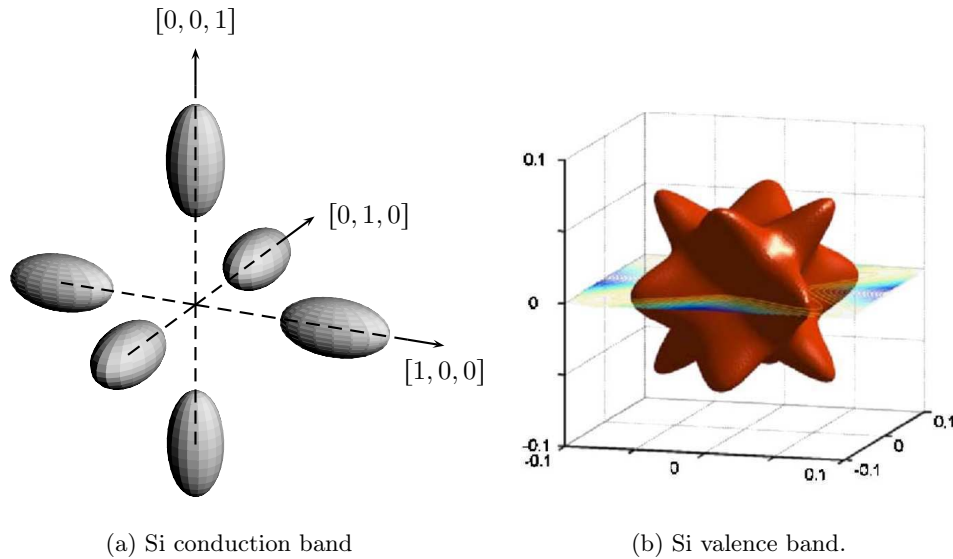 [0, 0, 1]
[0, 1, 0]
[1, 0, 0]
0.1
0
-0.1
-0.1
0
0.1
-0.1
0
0.1
(a) Si conduction band
(b) Si valence band.